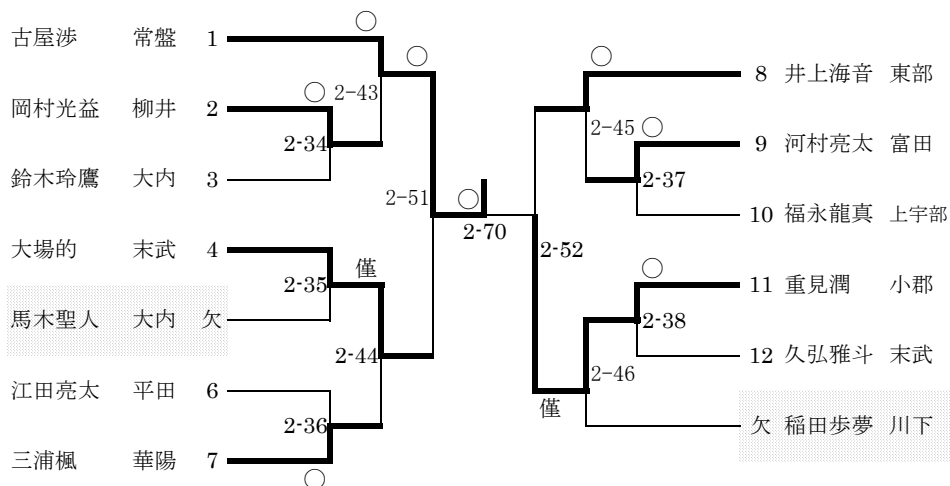 古屋渉 常盤 1
岡村光益 柳井 2
鈴木玲鷹 大内 3
大場的 末武 4
馬木聖人 大内 欠
江田亮太 平田 6
三浦楓 華陽 7
○
○
2-43
○
2-34
2-51
○
2-70
2-35
僅
2-44
2-36
○
○
2-45
○
2-37
2-52
○
2-38
2-46
僅
8 井上海音 東部
9 河村亮太 富田
10 福永龍真 上宇部
11 重見潤 小郡
12 久弘雅斗 末武
欠 稲田歩夢 川下